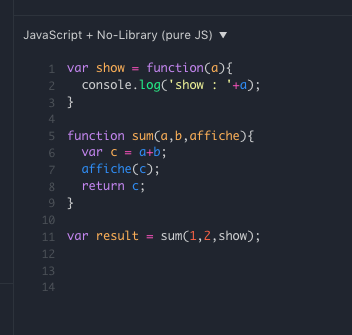 JavaScript + No-Library (pure JS) ▼
1 var show = function(a){
2   console.log('show : '+a);
3 }
4
5 function sum(a,b,affiche){
6   var c = a+b;
7   affiche(c);
8   return c;
9 }
10
11 var result = sum(1,2,show);
12
13
14